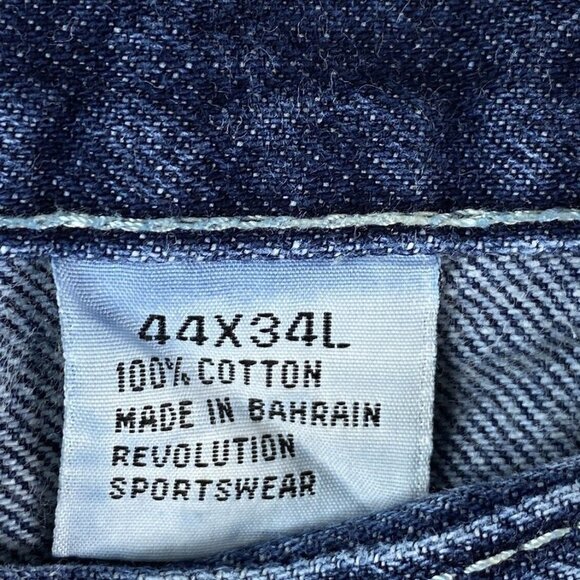 44X34L
100% COTTON
MADE IN BAHRAIN
REVOLUTION
SPORTSWEAR